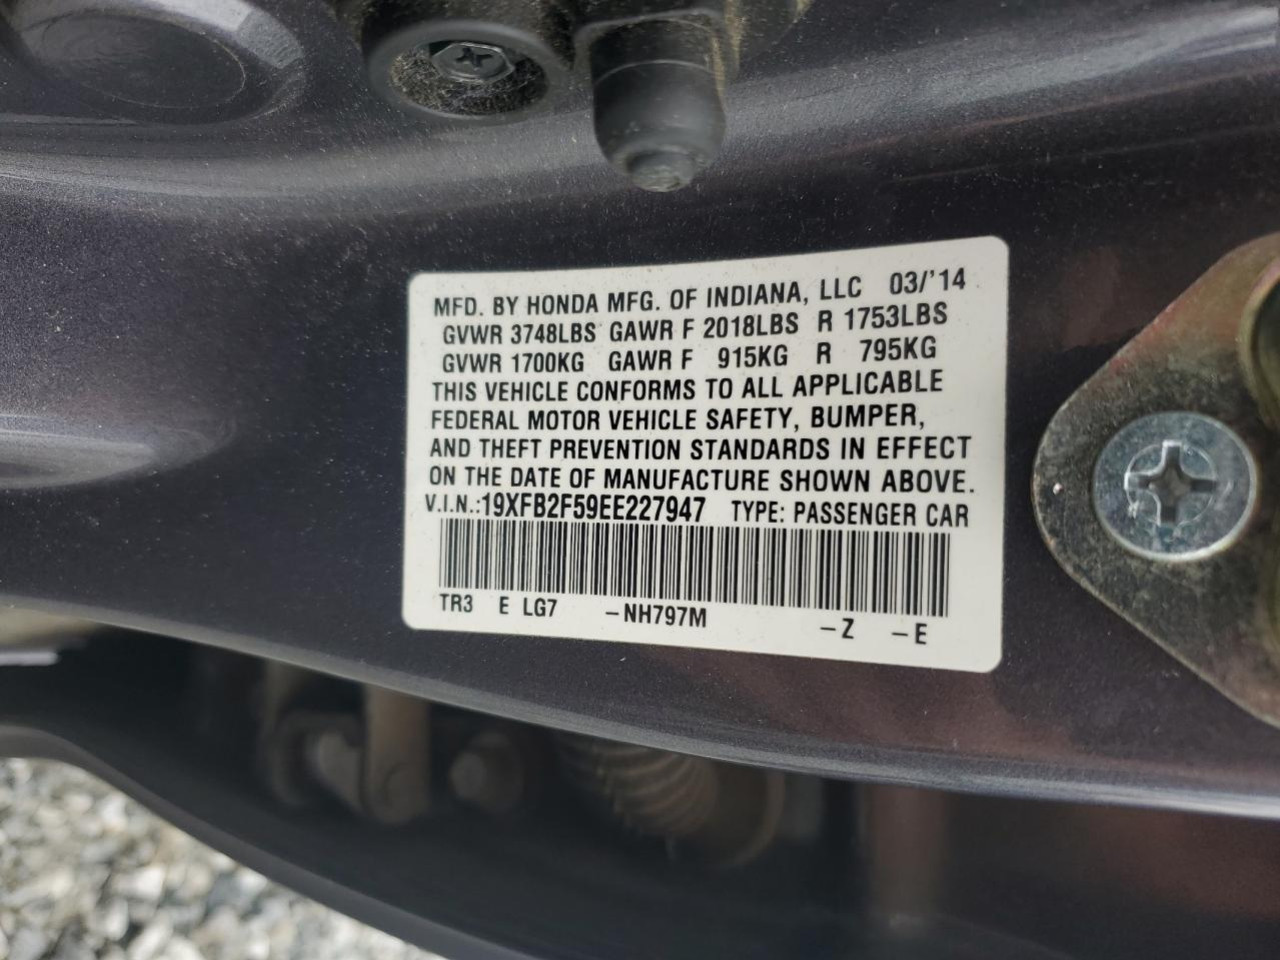 MFD. BY HONDA MFG. OF INDIANA, LLC 03/'14
GVWR 3748LBS GAWR F 2018LBS R 1753LBS
GVWR 1700KG GAWR F 915KG R 795KG
THIS VEHICLE CONFORMS TO ALL APPLICABLE
FEDERAL MOTOR VEHICLE SAFETY, BUMPER,
AND THEFT PREVENTION STANDARDS IN EFFECT
ON THE DATE OF MANUFACTURE SHOWN ABOVE.
V.I.N.:19XFB2F59EE227947 TYPE: PASSENGER CAR
TR3 E LG7 –NH797M –Z –E